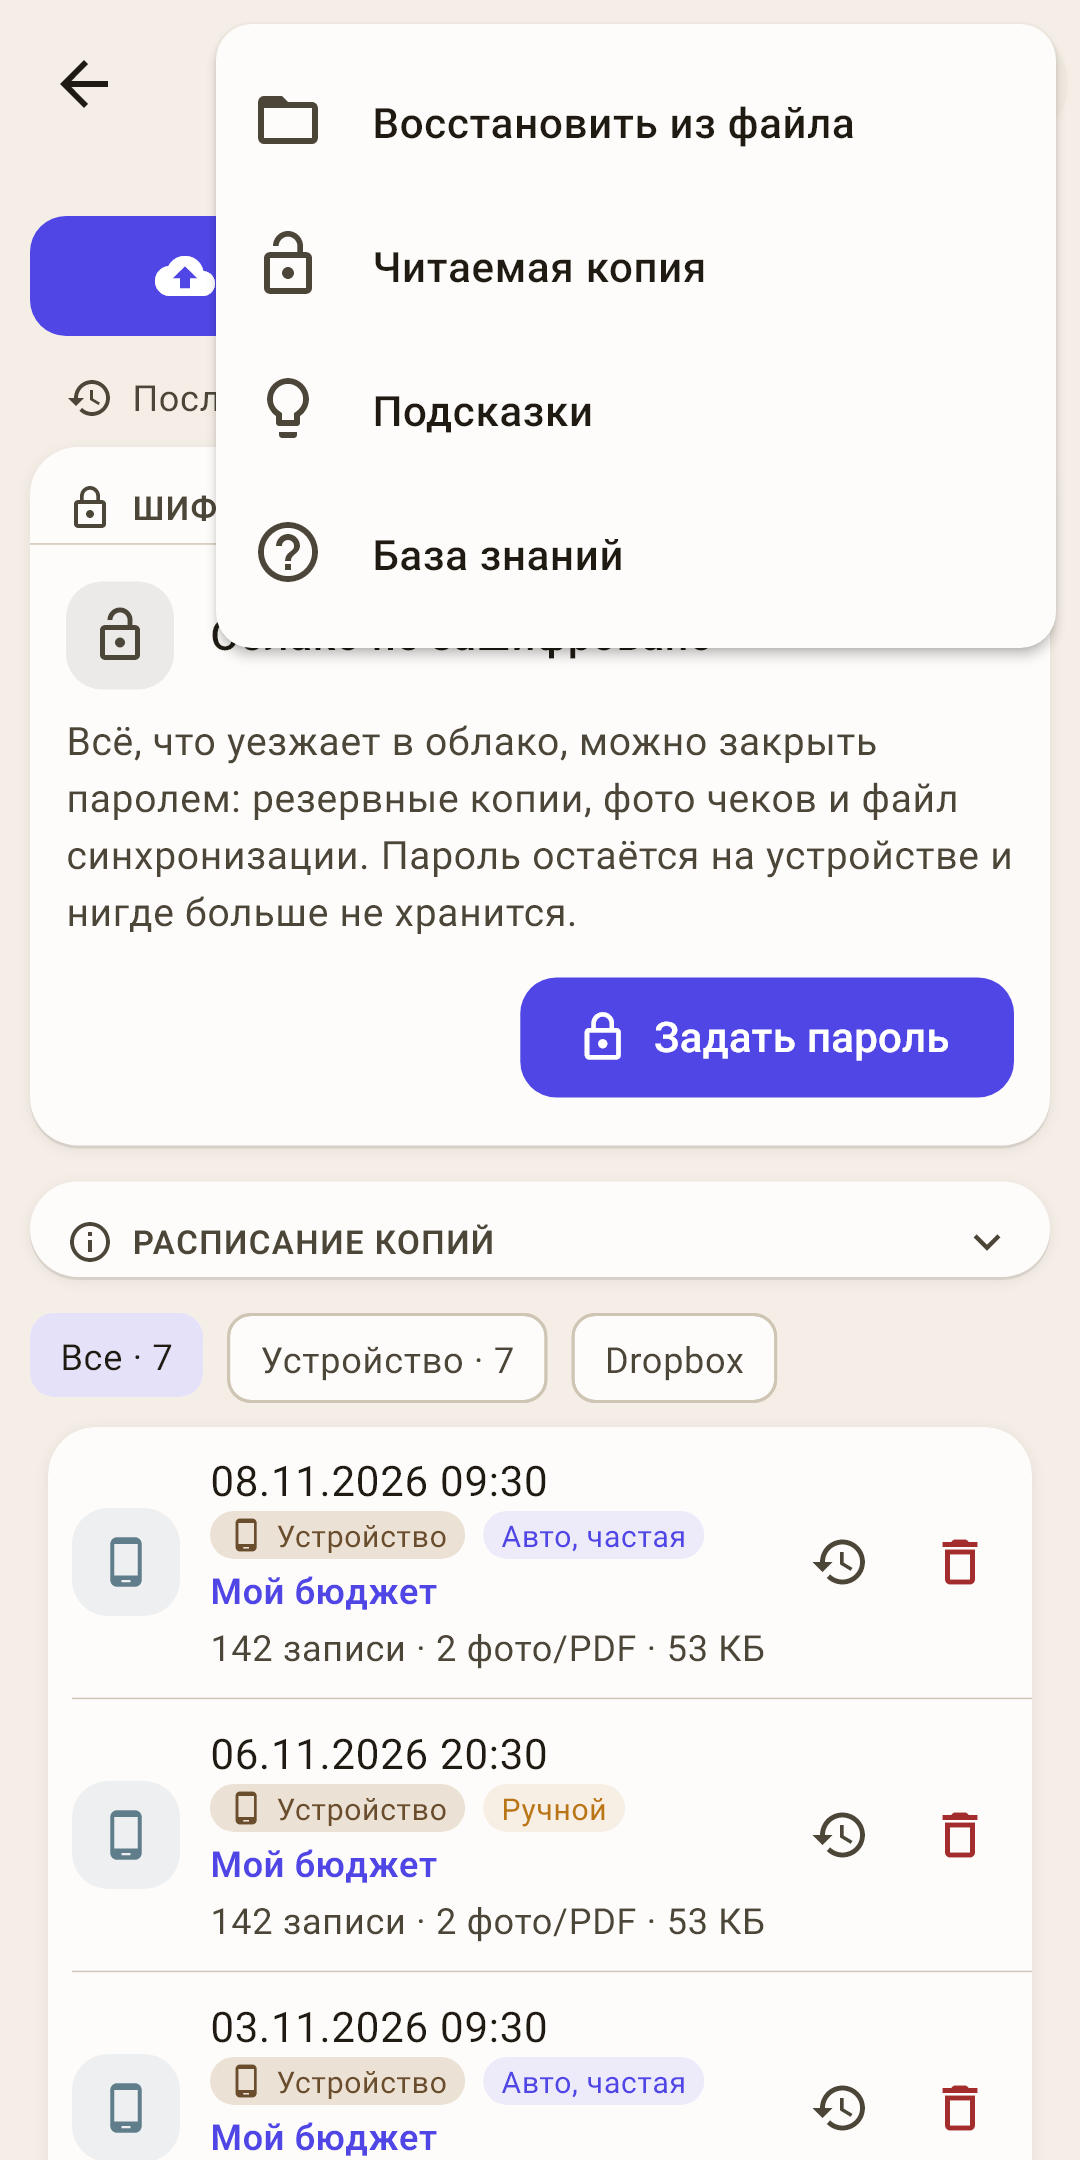 Восстановить из файла
Читаемая копия
Подсказки
База знаний
Всё, что уезжает в облако, можно закрыть
паролем: резервные копии, фото чеков и файл
синхронизации. Пароль остаётся на устройстве и
нигде больше не хранится.
Задать пароль
РАСПИСАНИЕ КОПИЙ
Все · 7
Устройство · 7
Dropbox
08.11.2026 09:30
Устройство
Авто, частая
Мой бюджет
142 записи · 2 фото/PDF · 53 КБ
06.11.2026 20:30
Устройство
Ручной
Мой бюджет
142 записи · 2 фото/PDF · 53 КБ
03.11.2026 09:30
Устройство
Авто, частая
Мой бюджет